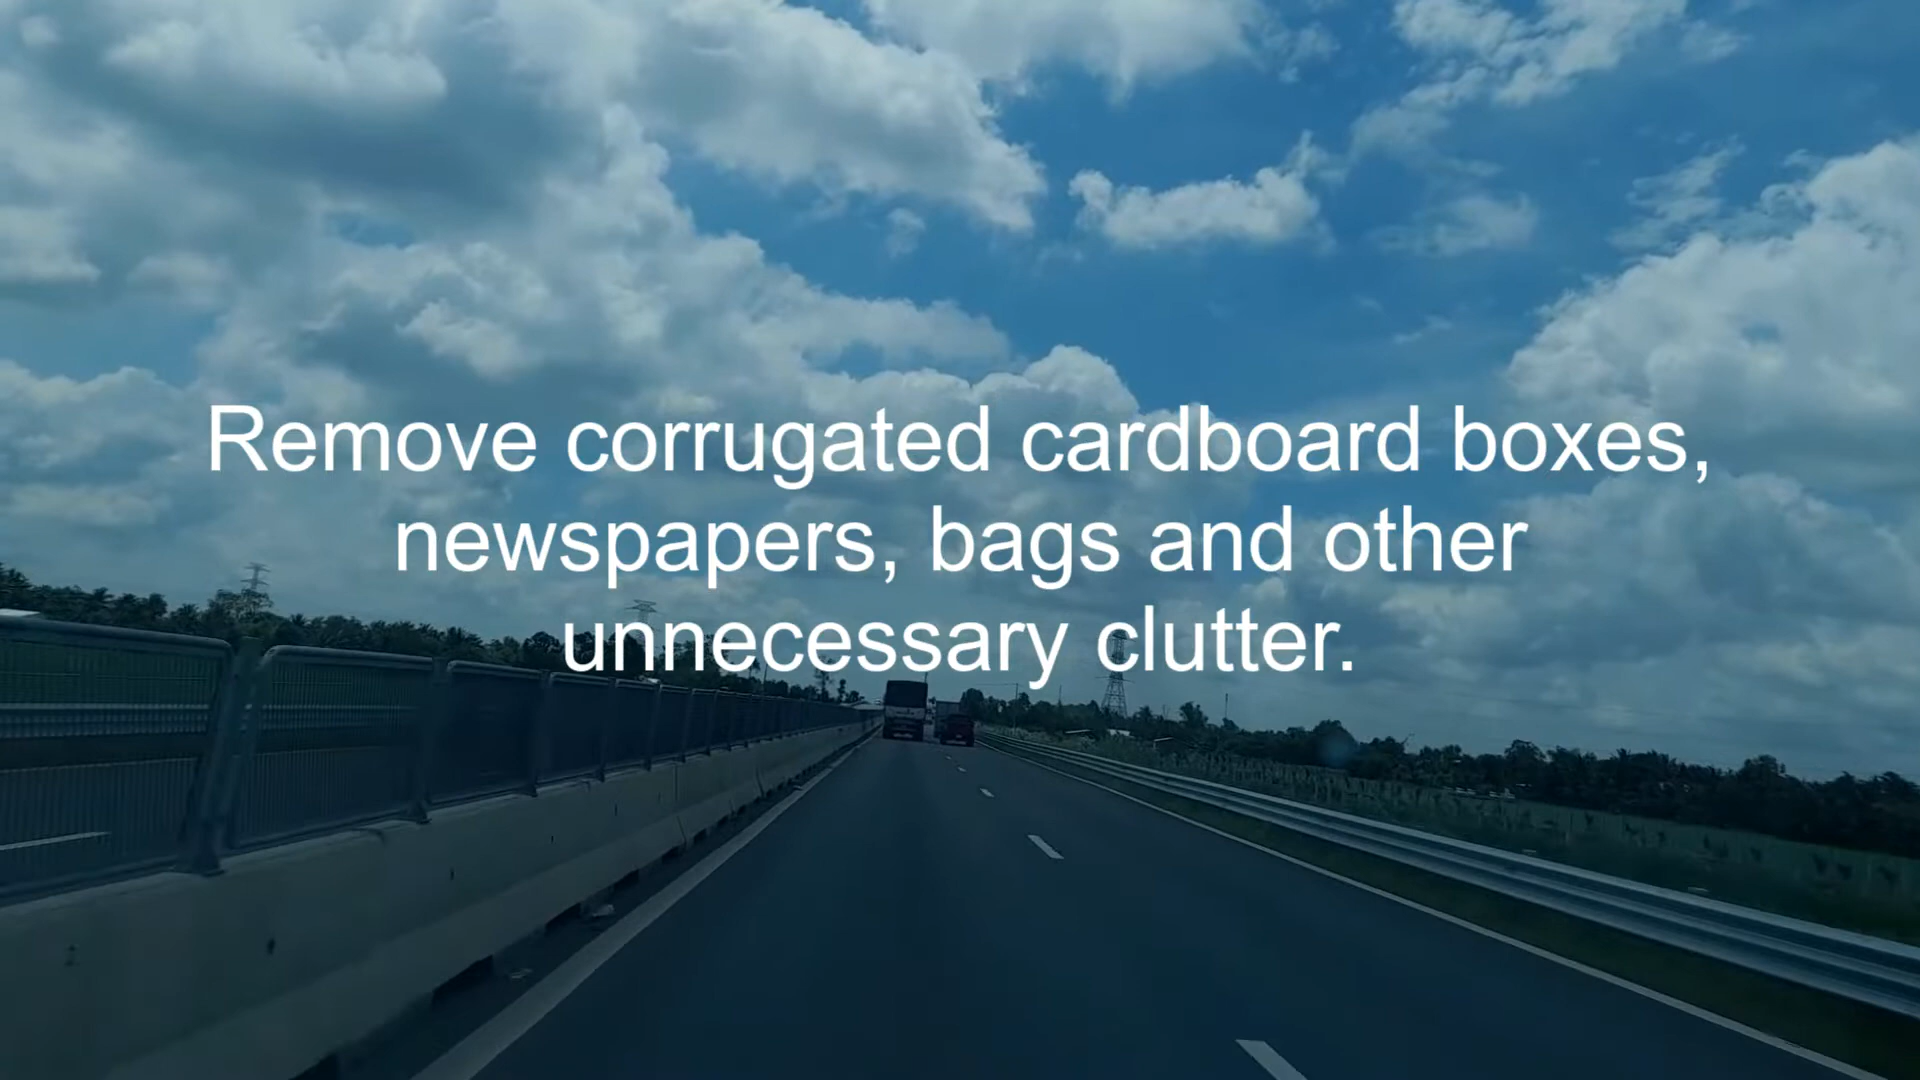 Remove corrugated cardboard boxes,
newspapers, bags and other
unnecessary clutter.